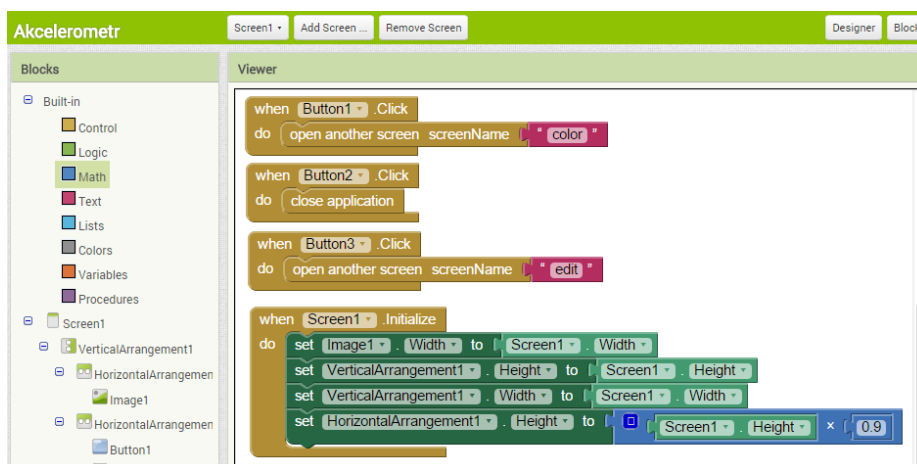 Akcelerometr
Screen1
Add Screen ...
Remove Screen
Designer
Blocks
Viewer
Built-in
Control
Logic
Math
Text
Lists
Colors
Variables
Procedures
Screen1
VerticalArrangement1
HorizontalArrangemen
Image1
HorizontalArrangemen
Button1
when Button1 .Click
do open another screen screenName " color "
when Button2 .Click
do close application
when Button3 .Click
do open another screen screenName " edit "
when Screen1 .Initialize
do set Image1 . Width to Screen1 . Width
set VerticalArrangement1 . Height to Screen1 . Height
set VerticalArrangement1 . Width to Screen1 . Width
set HorizontalArrangement1 . Height to Screen1 . Height × 0.9